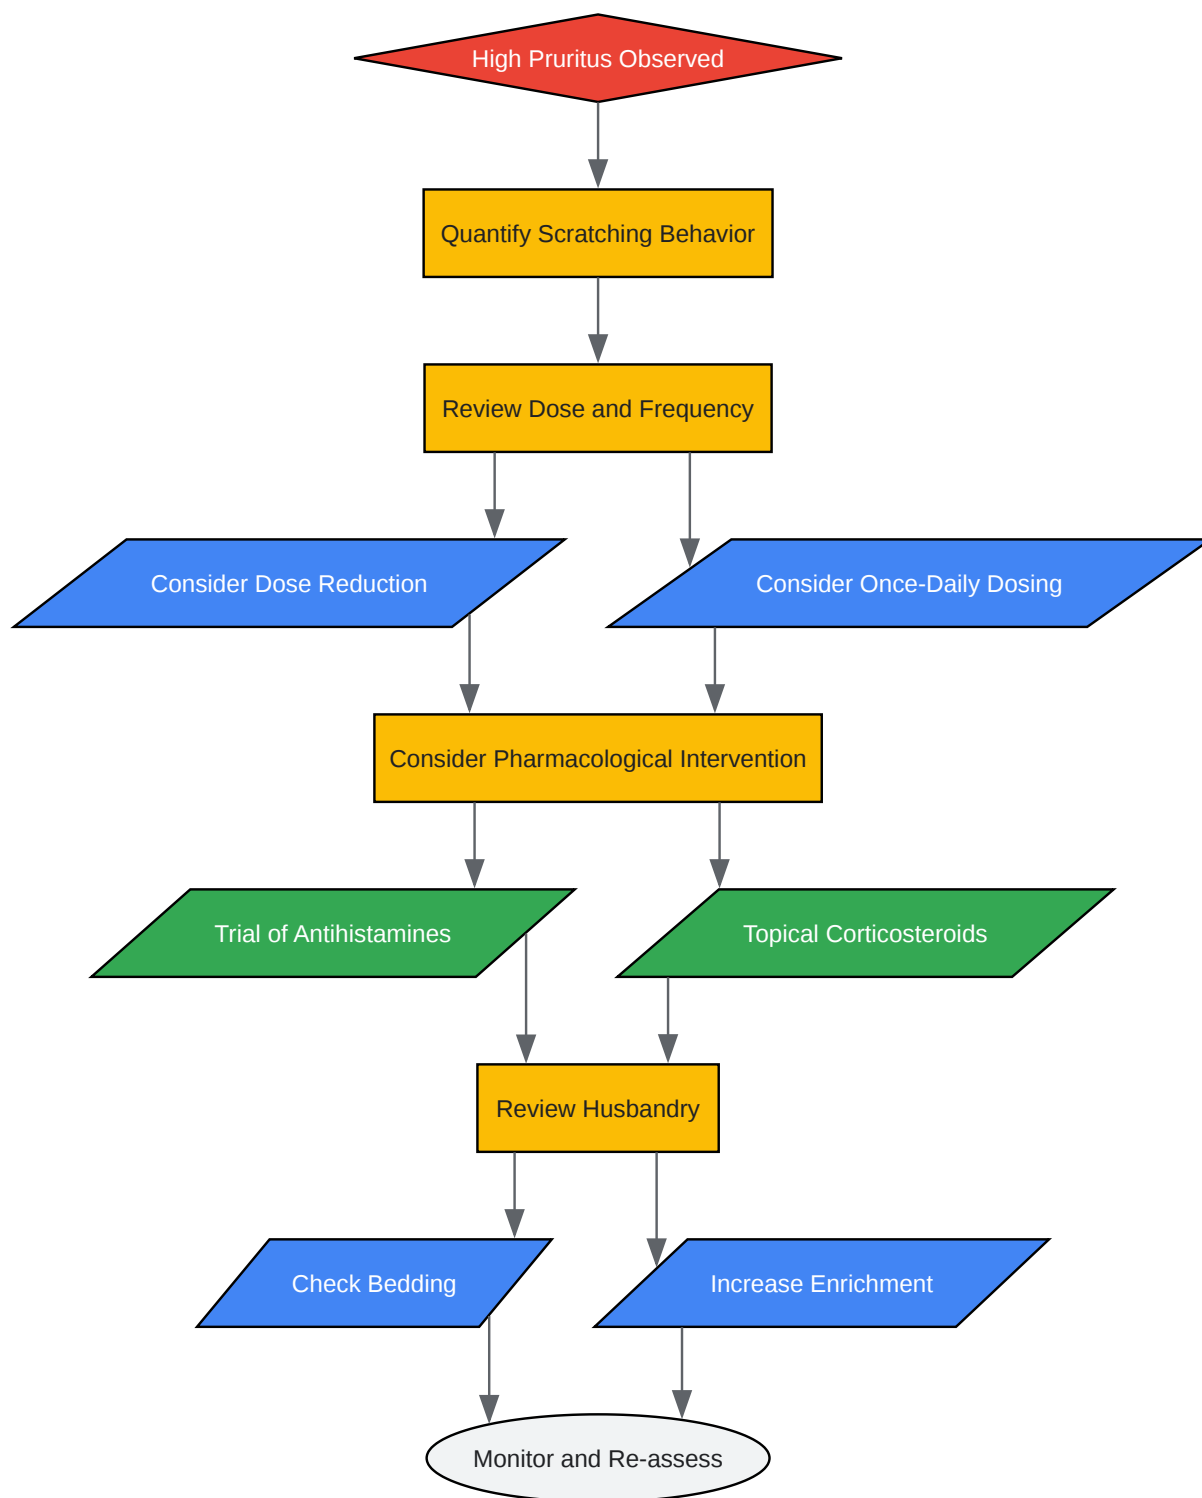 High Pruritus Observed
Quantify Scratching Behavior
Review Dose and Frequency
Consider Dose Reduction
Consider Once-Daily Dosing
Consider Pharmacological Intervention
Trial of Antihistamines
Topical Corticosteroids
Review Husbandry
Check Bedding
Increase Enrichment
Monitor and Re-assess